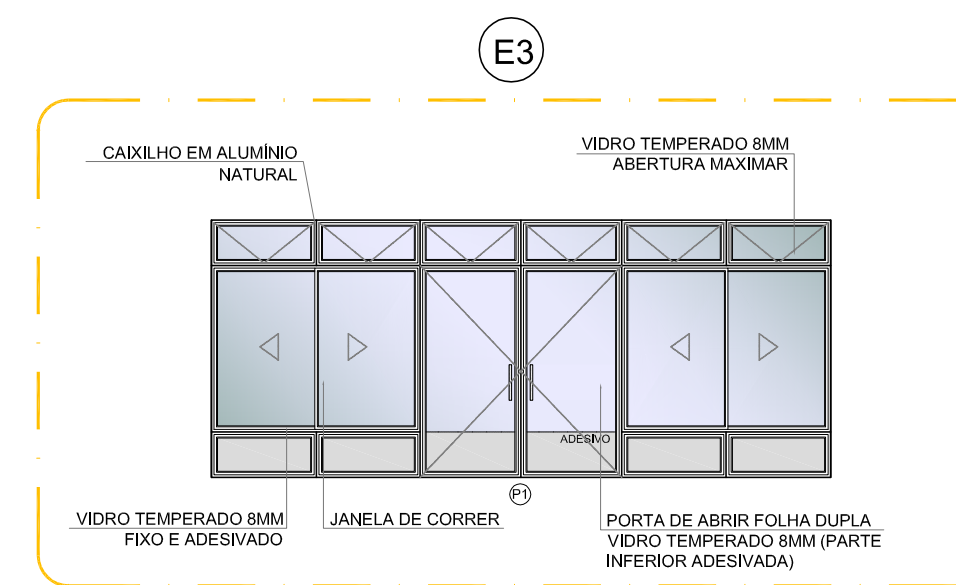 E3
CAIXILHO EM ALUMÍNIO
NATURAL
VIDRO TEMPERADO 8MM
ABERTURA MAXIMAR
ADESIVO
P1
VIDRO TEMPERADO 8MM
FIXO E ADESIVADO
JANELA DE CORRER
PORTA DE ABRIR FOLHA DUPLA
VIDRO TEMPERADO 8MM (PARTE
INFERIOR ADESIVADA)